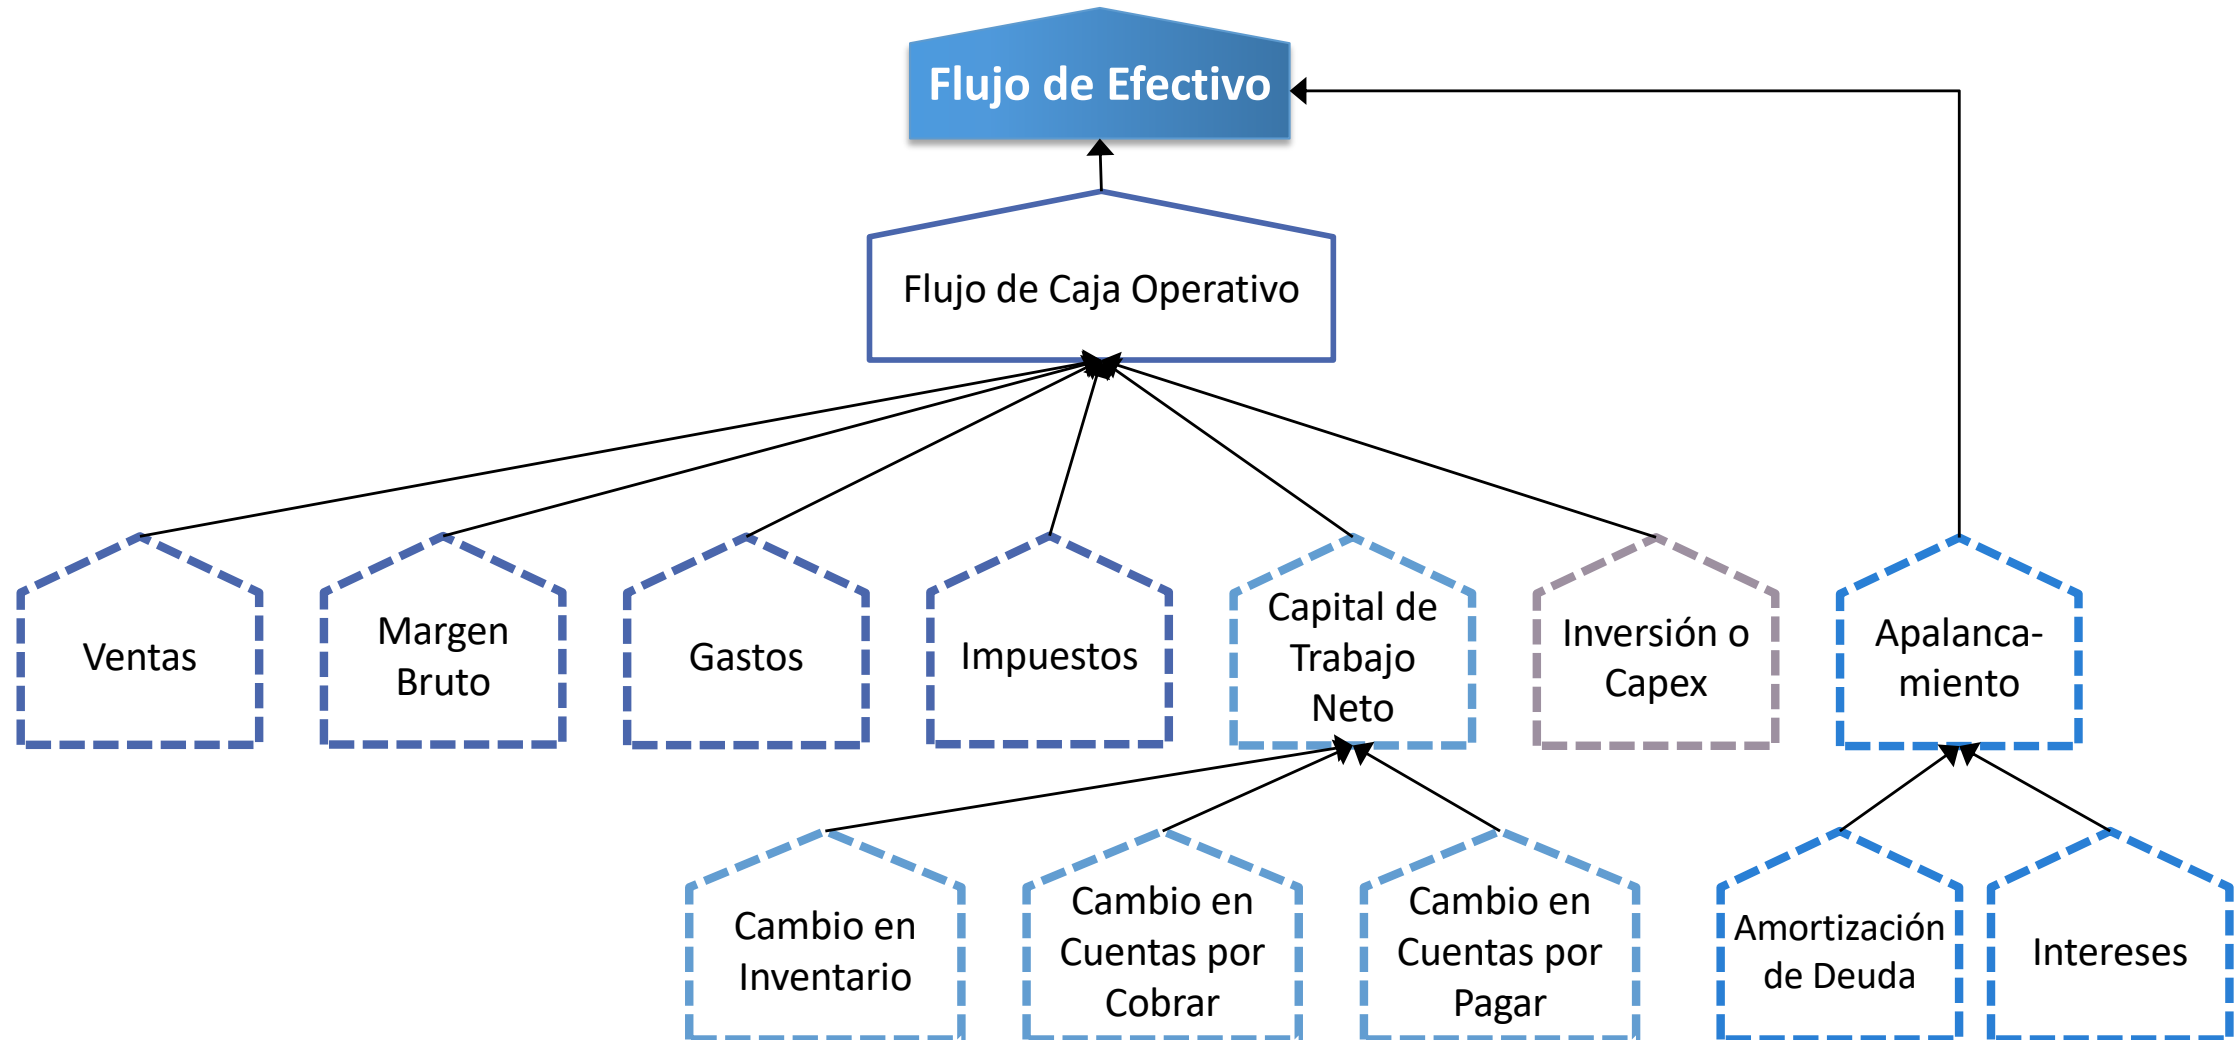 Flujo de Efectivo
Flujo de Caja Operativo
Ventas
Margen
Bruto
Gastos
Impuestos
Capital de
Trabajo
Neto
Inversión o
Capex
Apalanca-
miento
Cambio en
Inventario
Cambio en
Cuentas por
Cobrar
Cambio en
Cuentas por
Pagar
Amortización
de Deuda
Intereses